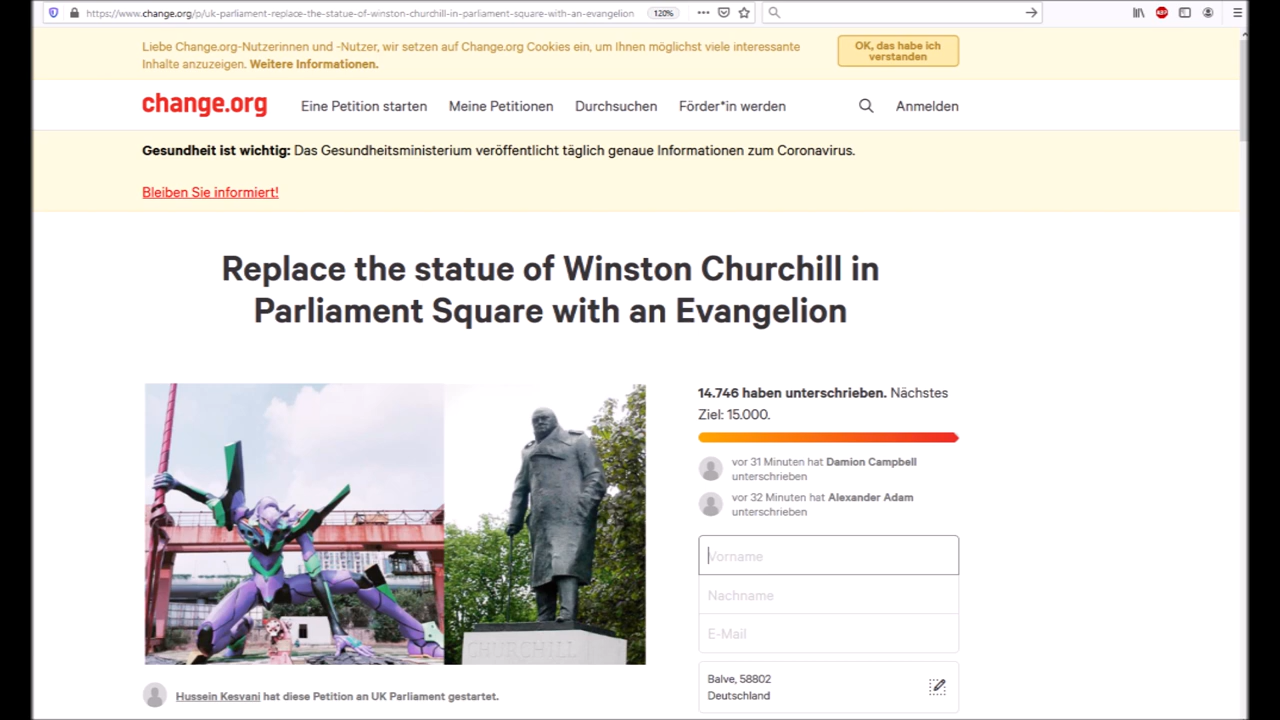 https://www.change.org/p/uk-parliament-replace-the-statue-of-winston-churchill-in-parliament-square-with-an-evangelion
120%
Liebe Change.org-Nutzerinnen und -Nutzer, wir setzen auf Change.org Cookies ein, um Ihnen möglichst viele interessante
Inhalte anzuzeigen. Weitere Informationen.
OK, das habe ich
verstanden
change.org
Eine Petition starten
Meine Petitionen
Durchsuchen
Förder*in werden
Anmelden
Gesundheit ist wichtig: Das Gesundheitsministerium veröffentlicht täglich genaue Informationen zum Coronavirus.
Bleiben Sie informiert!
Replace the statue of Winston Churchill in
Parliament Square with an Evangelion
CHURCHILL
14.746 haben unterschrieben. Nächstes
Ziel: 15.000.
vor 31 Minuten hat Damion Campbell
unterschrieben
vor 32 Minuten hat Alexander Adam
unterschrieben
Vorname
Nachname
E-Mail
Balve, 58802
Deutschland
Hussein Kesvani hat diese Petition an UK Parliament gestartet.